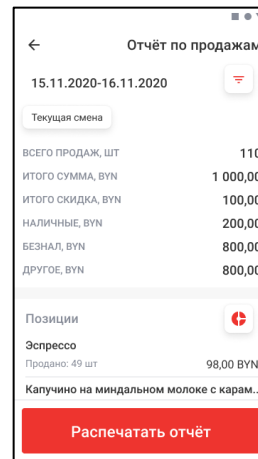 Отчёт по продажам
15.11.2020-16.11.2020
Текущая смена
ВСЕГО ПРОДАЖ, ШТ 110
ИТОГО СУММА, BYN 1 000,00
ИТОГО СКИДКА, BYN 100,00
НАЛИЧНЫЕ, BYN 200,00
БЕЗНАЛ, BYN 800,00
ДРУГОЕ, BYN 800,00
Позиции
Эспрессо
Продано: 49 шт 98,00 BYN
Капучино на миндальном молоке с карам..
Распечатать отчёт